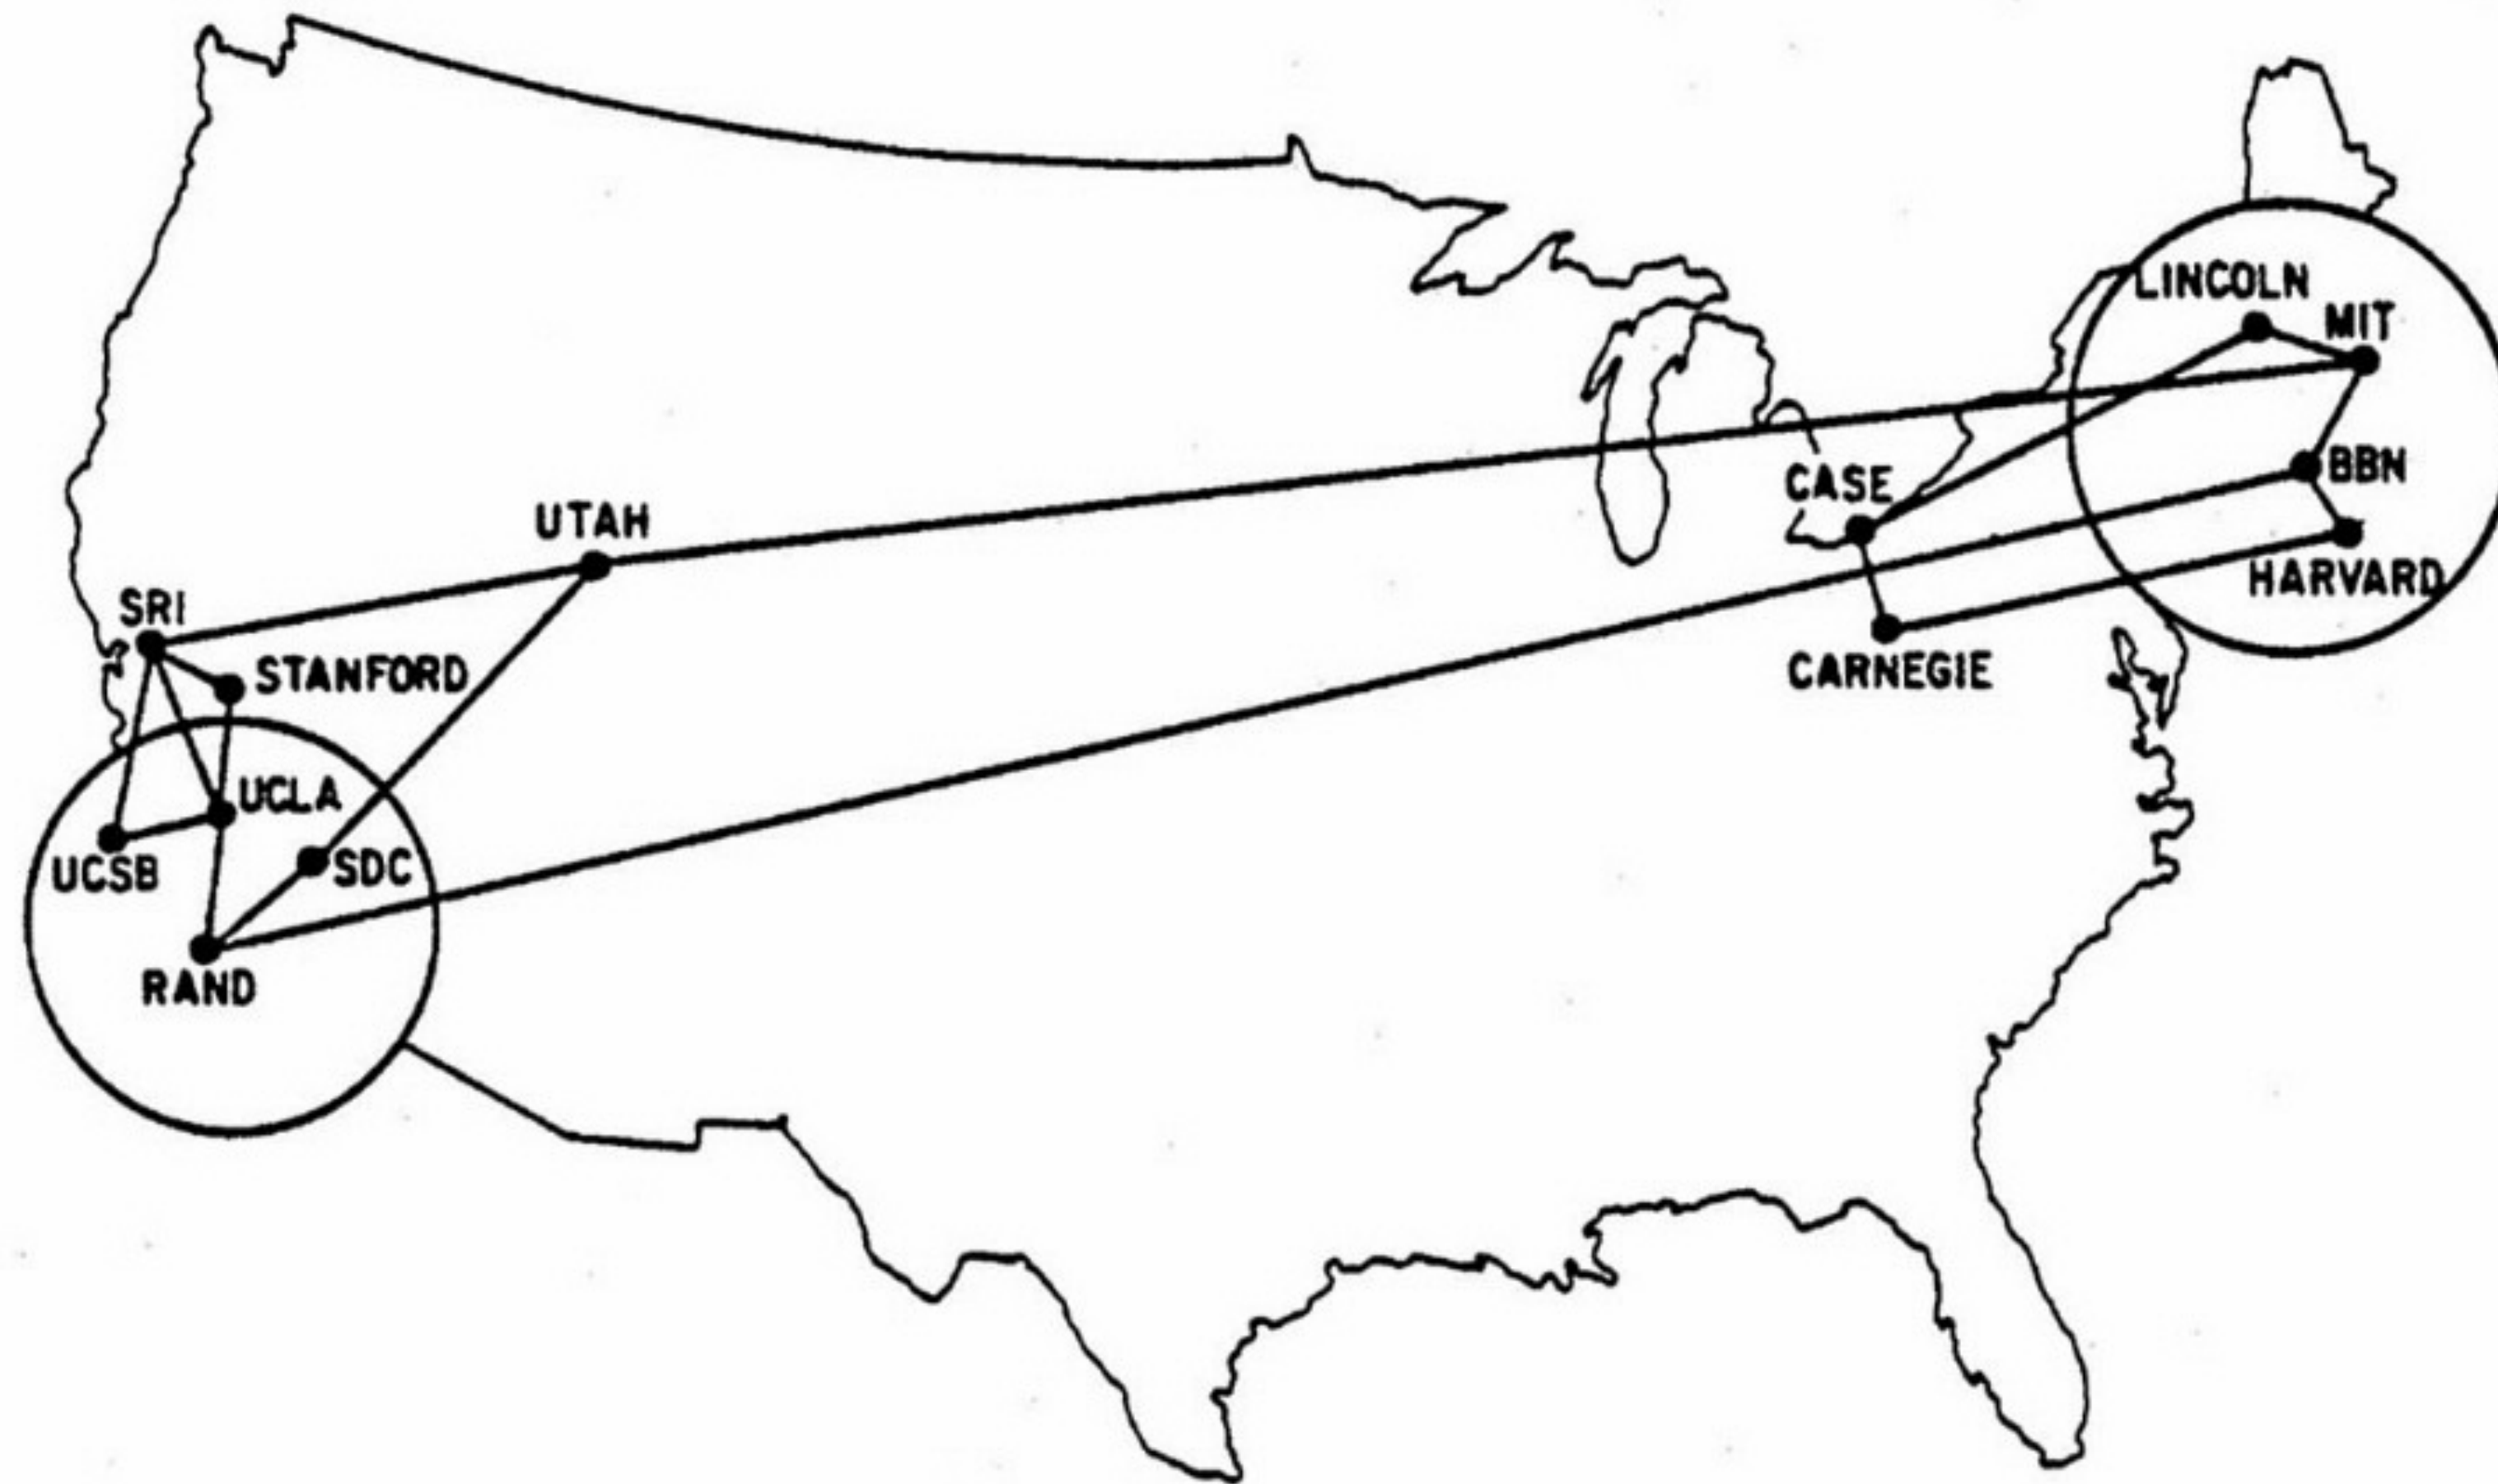 LINCOLN
MIT
BBN
CASE
UTAH
HARVARD
SRI
STANFORD
CARNEGIE
UCLA
UCSB
SDC
RAND